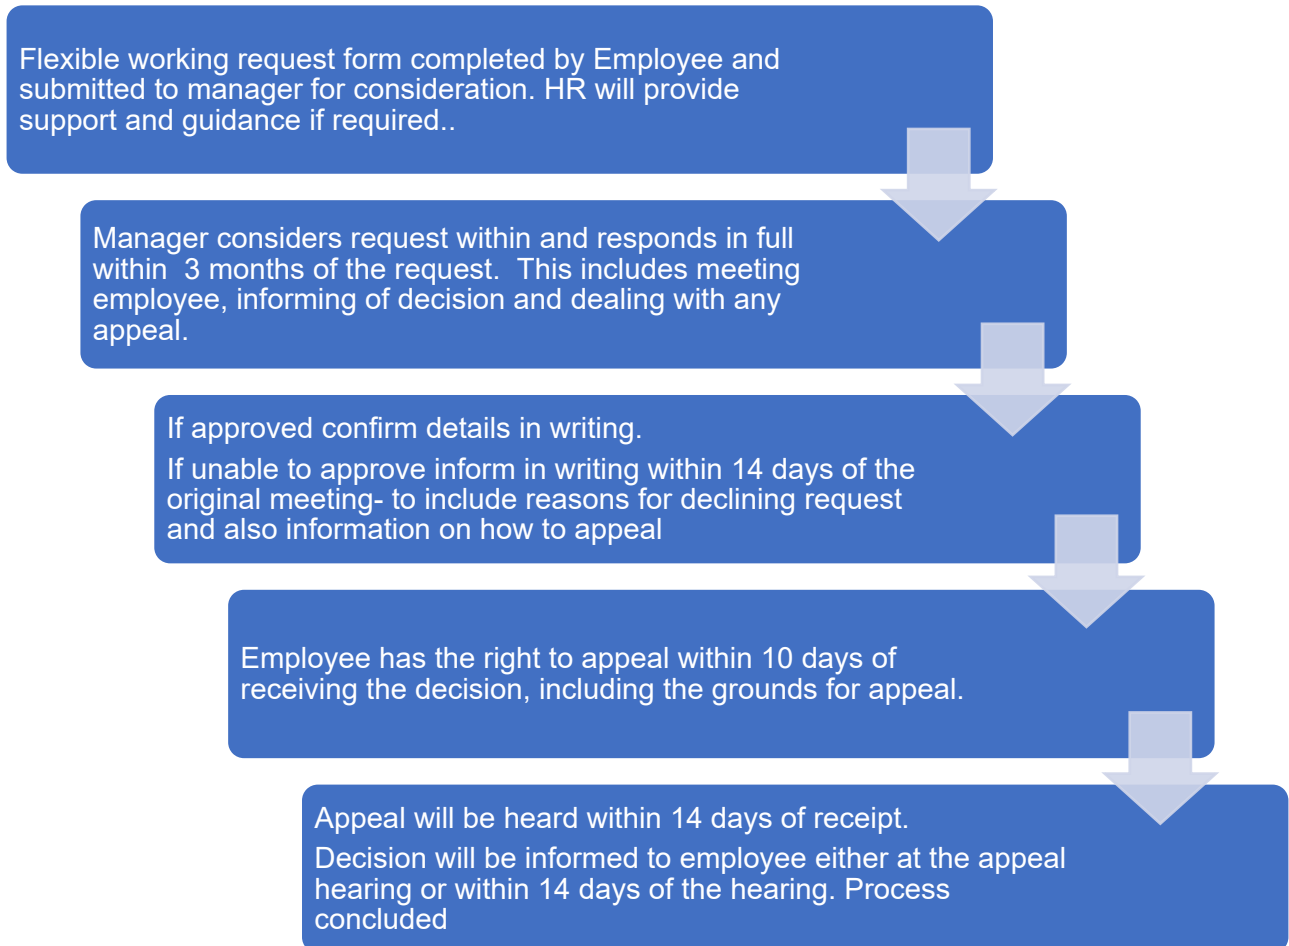 Flexible working request form completed by Employee and
submitted to manager for consideration. HR will provide
support and guidance if required..
Manager considers request within and responds in full
within  3 months of the request.  This includes meeting
employee, informing of decision and dealing with any
appeal.
If approved confirm details in writing.
If unable to approve inform in writing within 14 days of the
original meeting- to include reasons for declining request
and also information on how to appeal
Employee has the right to appeal within 10 days of
receiving the decision, including the grounds for appeal.
Appeal will be heard within 14 days of receipt.
Decision will be informed to employee either at the appeal
hearing or within 14 days of the hearing. Process
concluded